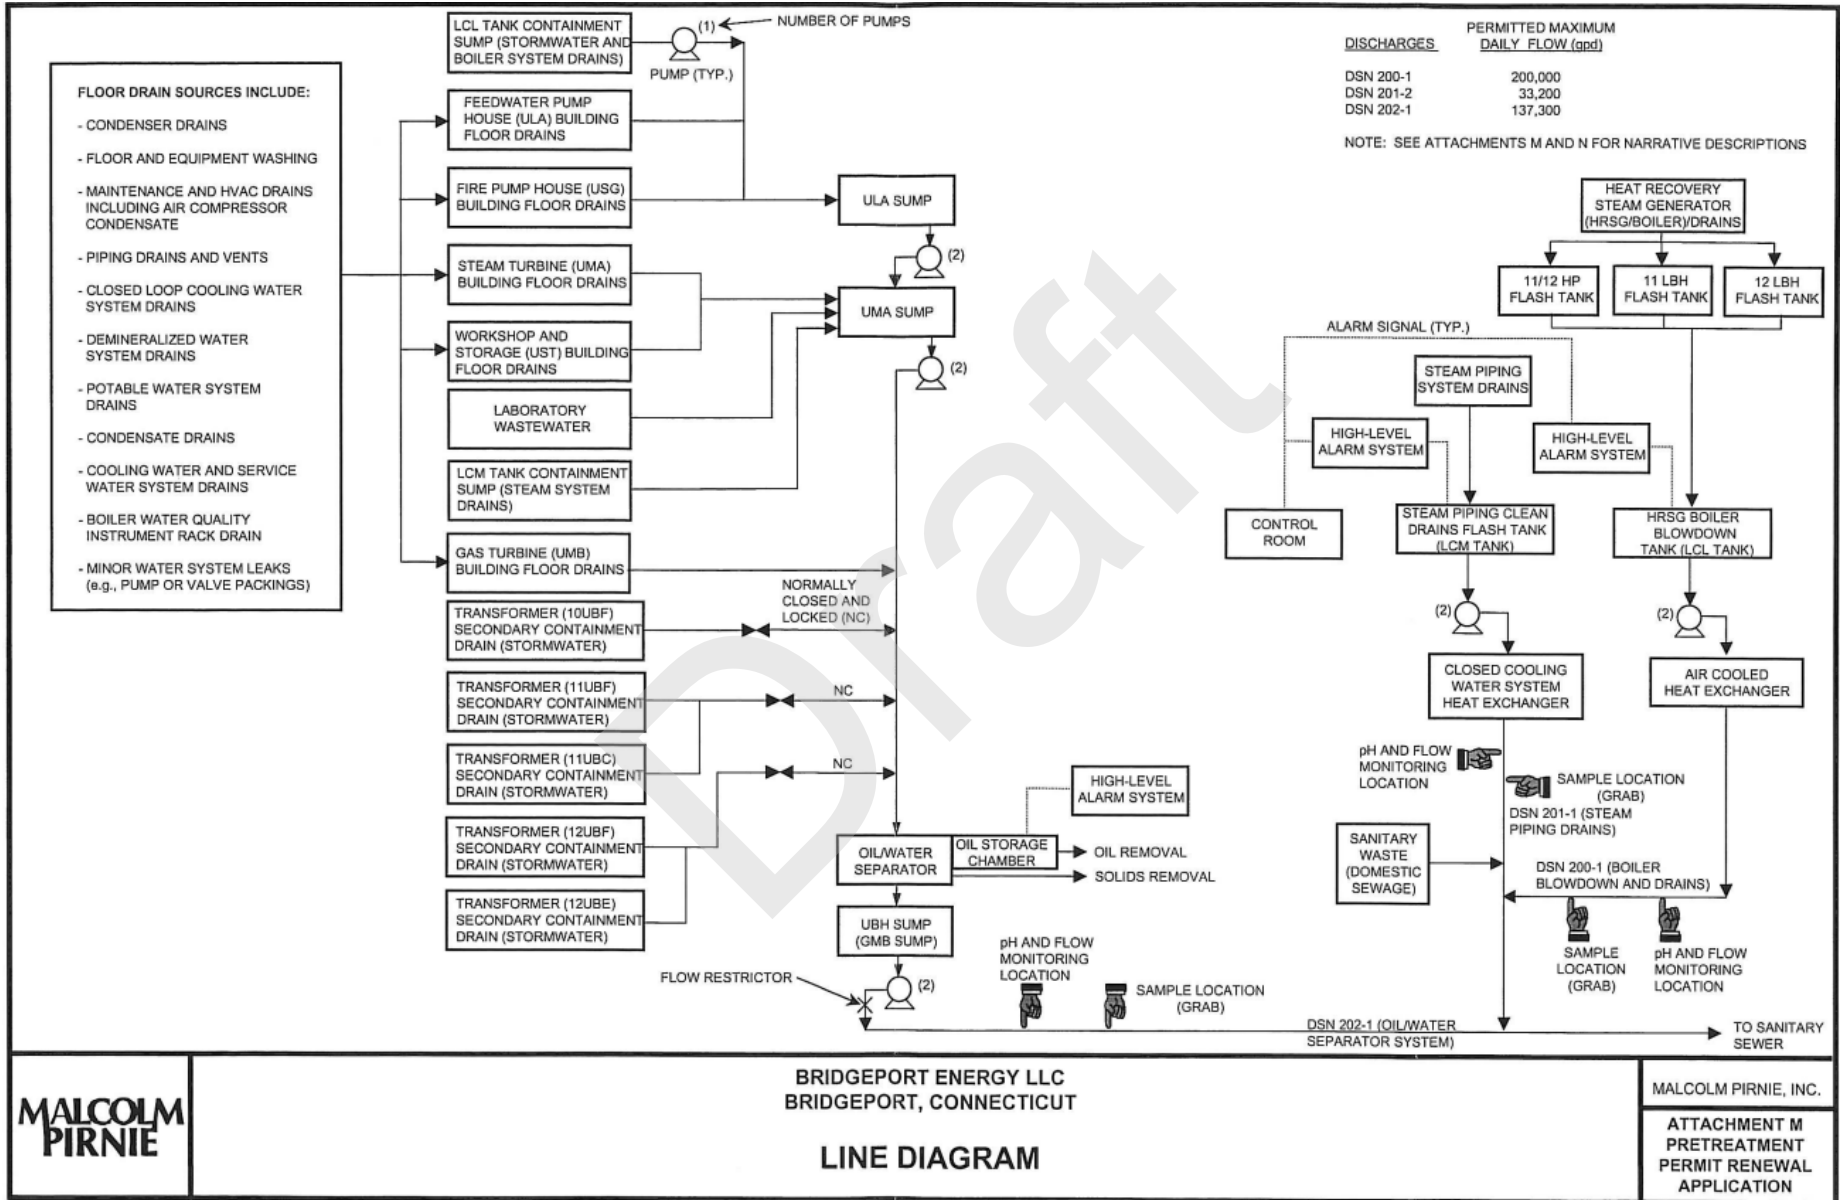 LCL TANK CONTAINMENT
SUMP (STORMWATER AND
BOILER SYSTEM DRAINS)
(1)
NUMBER OF PUMPS
PUMP (TYP.)
PERMITTED MAXIMUM
DISCHARGES DAILY FLOW (gpd)
DSN 200-1 200,000
DSN 201-2 33,200
DSN 202-1 137,300
NOTE: SEE ATTACHMENTS M AND N FOR NARRATIVE DESCRIPTIONS
FLOOR DRAIN SOURCES INCLUDE:
- CONDENSER DRAINS
- FLOOR AND EQUIPMENT WASHING
- MAINTENANCE AND HVAC DRAINS
INCLUDING AIR COMPRESSOR
CONDENSATE
- PIPING DRAINS AND VENTS
- CLOSED LOOP COOLING WATER
SYSTEM DRAINS
- DEMINERALIZED WATER
SYSTEM DRAINS
- POTABLE WATER SYSTEM
DRAINS
- CONDENSATE DRAINS
- COOLING WATER AND SERVICE
WATER SYSTEM DRAINS
- BOILER WATER QUALITY
INSTRUMENT RACK DRAIN
- MINOR WATER SYSTEM LEAKS
(e.g., PUMP OR VALVE PACKINGS)
FEEDWATER PUMP
HOUSE (ULA) BUILDING
FLOOR DRAINS
FIRE PUMP HOUSE (USG)
BUILDING FLOOR DRAINS
STEAM TURBINE (UMA)
BUILDING FLOOR DRAINS
WORKSHOP AND
STORAGE (UST) BUILDING
FLOOR DRAINS
LABORATORY
WASTEWATER
LCM TANK CONTAINMENT
SUMP (STEAM SYSTEM
DRAINS)
GAS TURBINE (UMB)
BUILDING FLOOR DRAINS
TRANSFORMER (10UBF)
SECONDARY CONTAINMENT
DRAIN (STORMWATER)
TRANSFORMER (11UBF)
SECONDARY CONTAINMENT
DRAIN (STORMWATER)
TRANSFORMER (11UBC)
SECONDARY CONTAINMENT
DRAIN (STORMWATER)
TRANSFORMER (12UBF)
SECONDARY CONTAINMENT
DRAIN (STORMWATER)
TRANSFORMER (12UBE)
SECONDARY CONTAINMENT
DRAIN (STORMWATER)
ULA SUMP
(2)
UMA SUMP
(2)
NORMALLY
CLOSED AND
LOCKED (NC)
NC
NC
HIGH-LEVEL
ALARM SYSTEM
OIL/WATER
SEPARATOR
OIL STORAGE
CHAMBER
OIL REMOVAL
SOLIDS REMOVAL
UBH SUMP
(GMB SUMP)
(2)
FLOW RESTRICTOR
pH AND FLOW
MONITORING
LOCATION
SAMPLE LOCATION
(GRAB)
DSN 202-1 (OIL/WATER
SEPARATOR SYSTEM)
TO SANITARY
SEWER
HEAT RECOVERY
STEAM GENERATOR
(HRSG/BOILER)/DRAINS
11/12 HP
FLASH TANK
11 LBH
FLASH TANK
12 LBH
FLASH TANK
ALARM SIGNAL (TYP.)
STEAM PIPING
SYSTEM DRAINS
HIGH-LEVEL
ALARM SYSTEM
HIGH-LEVEL
ALARM SYSTEM
CONTROL
ROOM
STEAM PIPING CLEAN
DRAINS FLASH TANK
(LCM TANK)
HRSG BOILER
BLOWDOWN
TANK (LCL TANK)
(2)
(2)
CLOSED COOLING
WATER SYSTEM
HEAT EXCHANGER
AIR COOLED
HEAT EXCHANGER
pH AND FLOW
MONITORING
LOCATION
SAMPLE LOCATION
(GRAB)
DSN 201-1 (STEAM
PIPING DRAINS)
SANITARY
WASTE
(DOMESTIC
SEWAGE)
DSN 200-1 (BOILER
BLOWDOWN AND DRAINS)
SAMPLE
LOCATION
(GRAB)
pH AND FLOW
MONITORING
LOCATION
Draft
MALCOLM
PIRNIE
BRIDGEPORT ENERGY LLC
BRIDGEPORT, CONNECTICUT
LINE DIAGRAM
MALCOLM PIRNIE, INC.
ATTACHMENT M
PRETREATMENT
PERMIT RENEWAL
APPLICATION